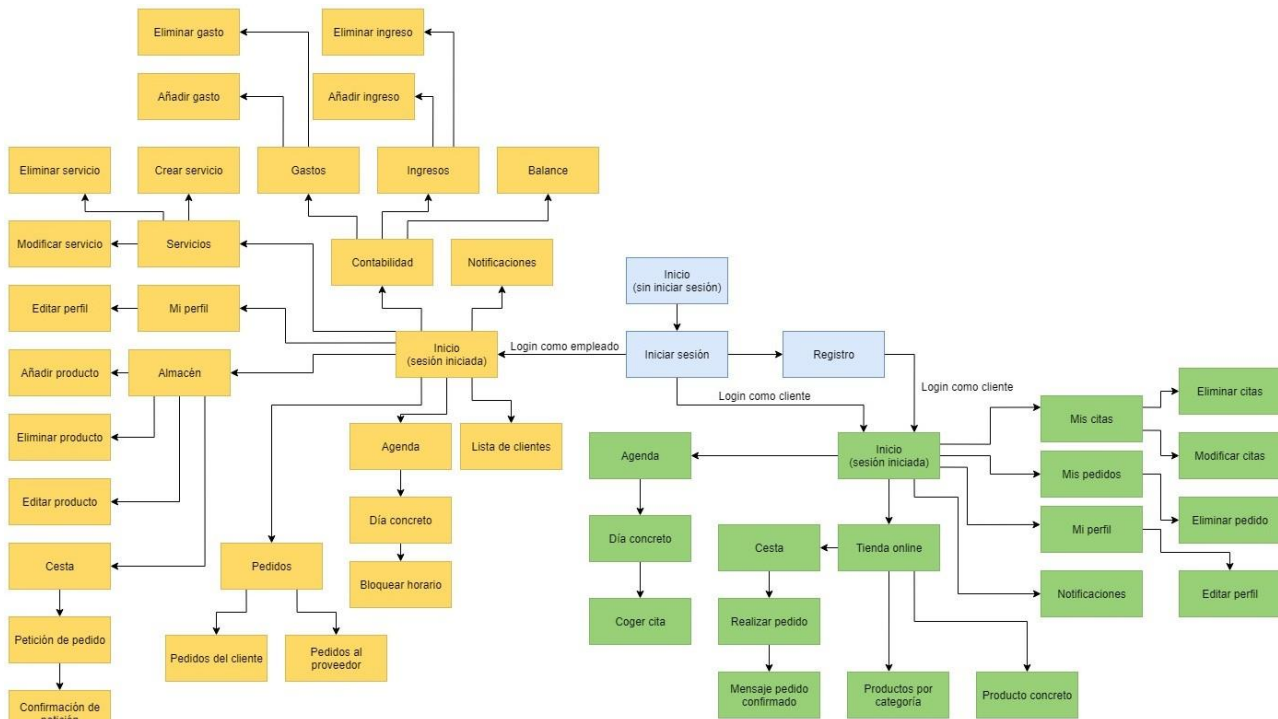 Eliminar gasto
Eliminar ingreso
Añadir gasto
Añadir ingreso
Eliminar servicio
Crear servicio
Gastos
Ingresos
Balance
Modificar servicio
Servicios
Contabilidad
Notificaciones
Inicio
(sin iniciar sesión)
Editar perfil
Mi perfil
Inicio
(sesión iniciada)
Login como empleado
Iniciar sesión
Registro
Añadir producto
Almacén
Login como cliente
Login como cliente
Eliminar citas
Mis citas
Eliminar producto
Agenda
Lista de clientes
Agenda
Inicio
(sesión iniciada)
Modificar citas
Mis pedidos
Editar producto
Día concreto
Eliminar pedido
Mi perfil
Día concreto
Cesta
Tienda online
Cesta
Pedidos
Bloquear horario
Notificaciones
Editar perfil
Coger cita
Realizar pedido
Petición de pedido
Pedidos del cliente
Pedidos al
proveedor
Mensaje pedido
confirmado
Productos por
categoría
Producto concreto
Confirmación de
petición